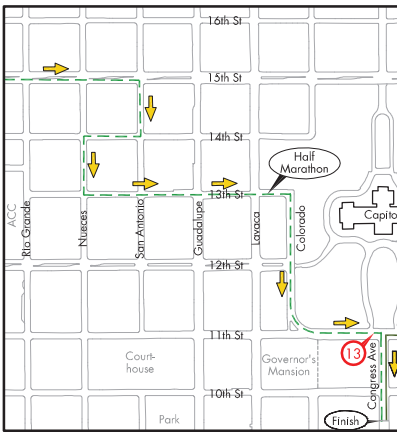 16th St
15th St
14th St
Half
Marathon
13th St
ACC
Rio Grande
Nueces
San Antonio
Guadalupe
Lavaca
Colorado
Capito
12th St
11th St
Court-
house
Governor's
Mansion
13
Congress Ave
10th St
Park
Finish